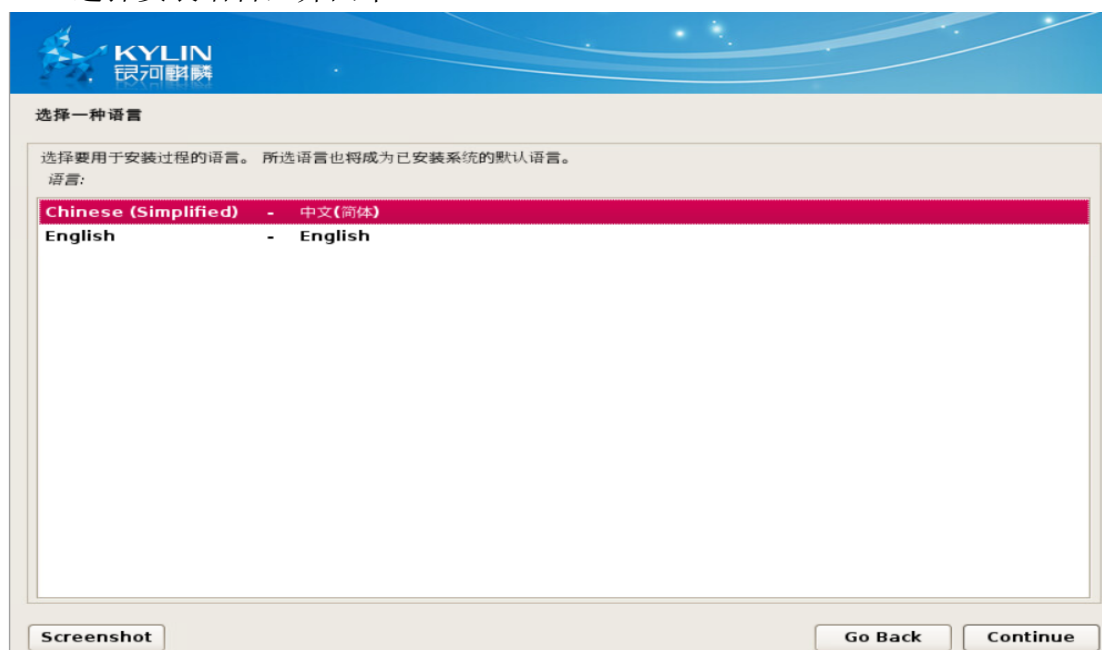 KYLIN
银河麒麟
选择一种语言
选择要用于安装过程的语言。 所选语言也将成为已安装系统的默认语言。
语言:
Chinese (Simplified) - 中文(简体)
English - English
Screenshot Go Back Continue